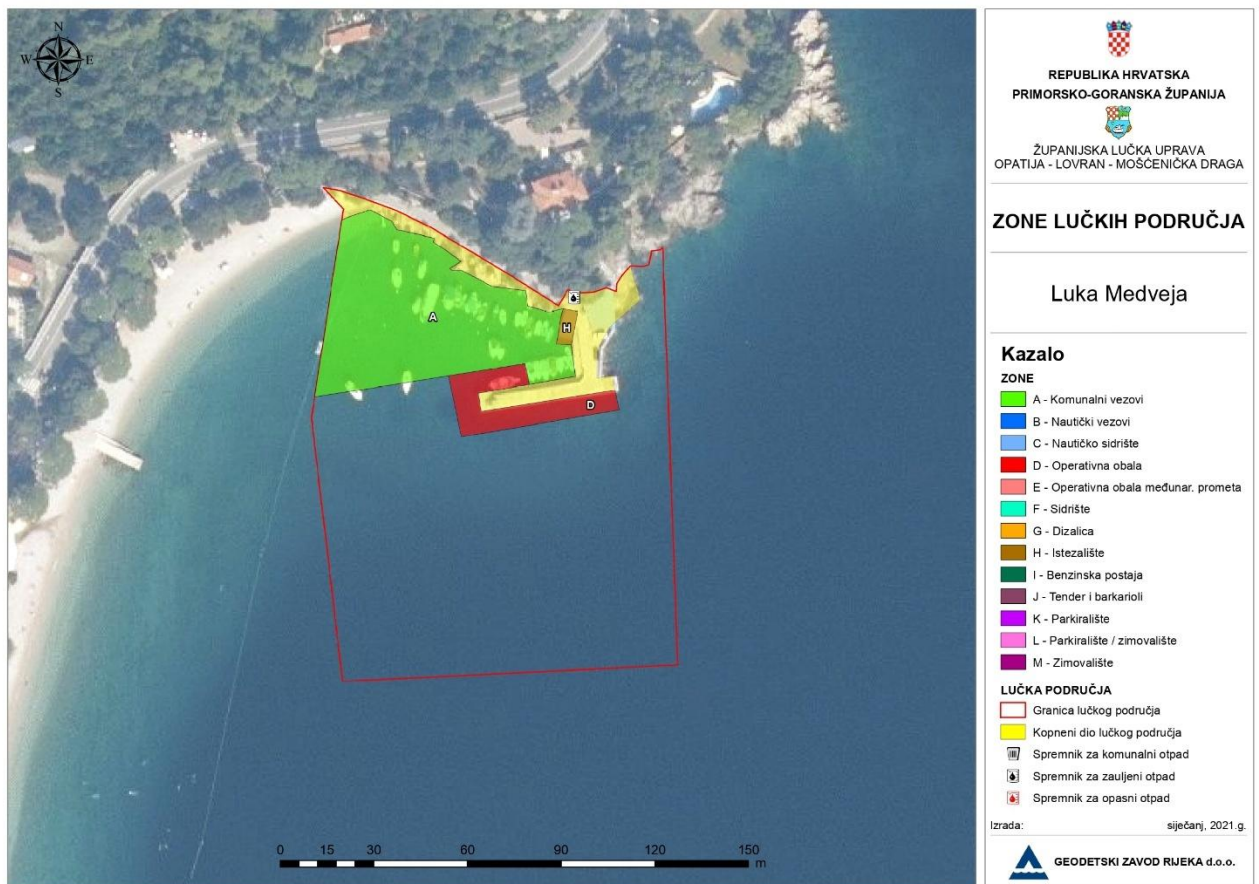 N
W E
S
A
H
D
0 15 30 60 90 120 150
m
REPUBLIKA HRVATSKA
PRIMORSKO-GORANSKA ŽUPANIJA
ŽUPANIJSKA LUČKA UPRAVA
OPATIJA - LOVRAN - MOŠĆENIČKA DRAGA
ZONE LUČKIH PODRUČJA
Luka Medveja
Kazalo
ZONE
A - Komunalni vezovi
B - Nautički vezovi
C - Nautičko sidrište
D - Operativna obala
E - Operativna obala međunar. prometa
F - Sidrište
G - Dizalica
H - Istezalište
I - Benzinska postaja
J - Tender i barkarioli
K - Parkiralište
L - Parkiralište / zimovalište
M - Zimovalište
LUČKA PODRUČJA
Granica lučkog područja
Kopneni dio lučkog područja
Spremnik za komunalni otpad
Spremnik za zauljeni otpad
Spremnik za opasni otpad
Izrada: siječanj, 2021.g.
GEODETSKI ZAVOD RIJEKA d.o.o.